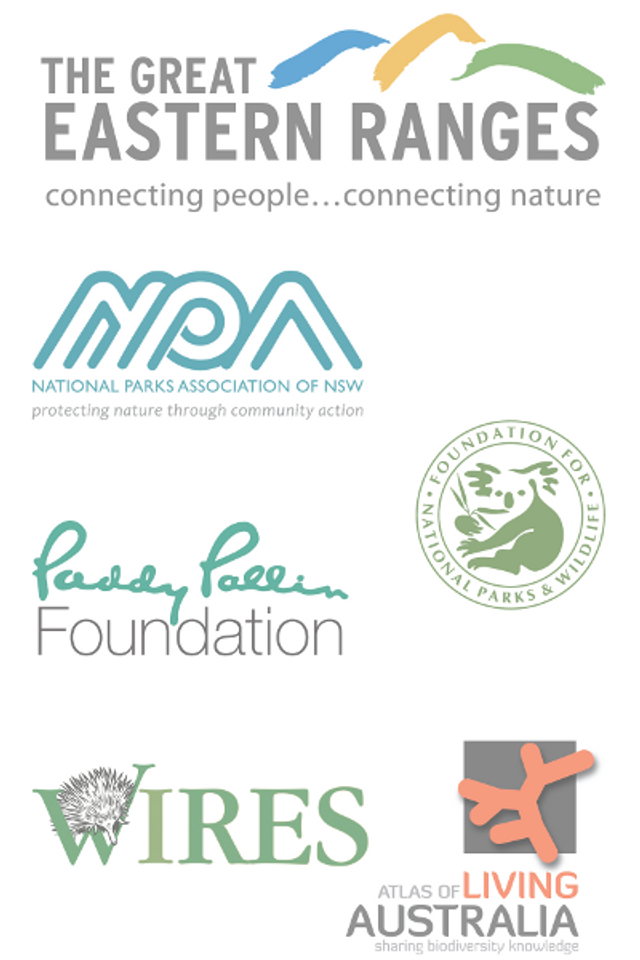 THE GREAT
EASTERN RANGES
connecting people...connecting nature
NPA
NATIONAL PARKS ASSOCIATION OF NSW
protecting nature through community action
• FOUNDATION FOR •
NATIONAL PARKS & WILDLIFE
Paddy Pallin
Foundation
WIRES
ATLAS OF LIVING
AUSTRALIA
sharing biodiversity knowledge